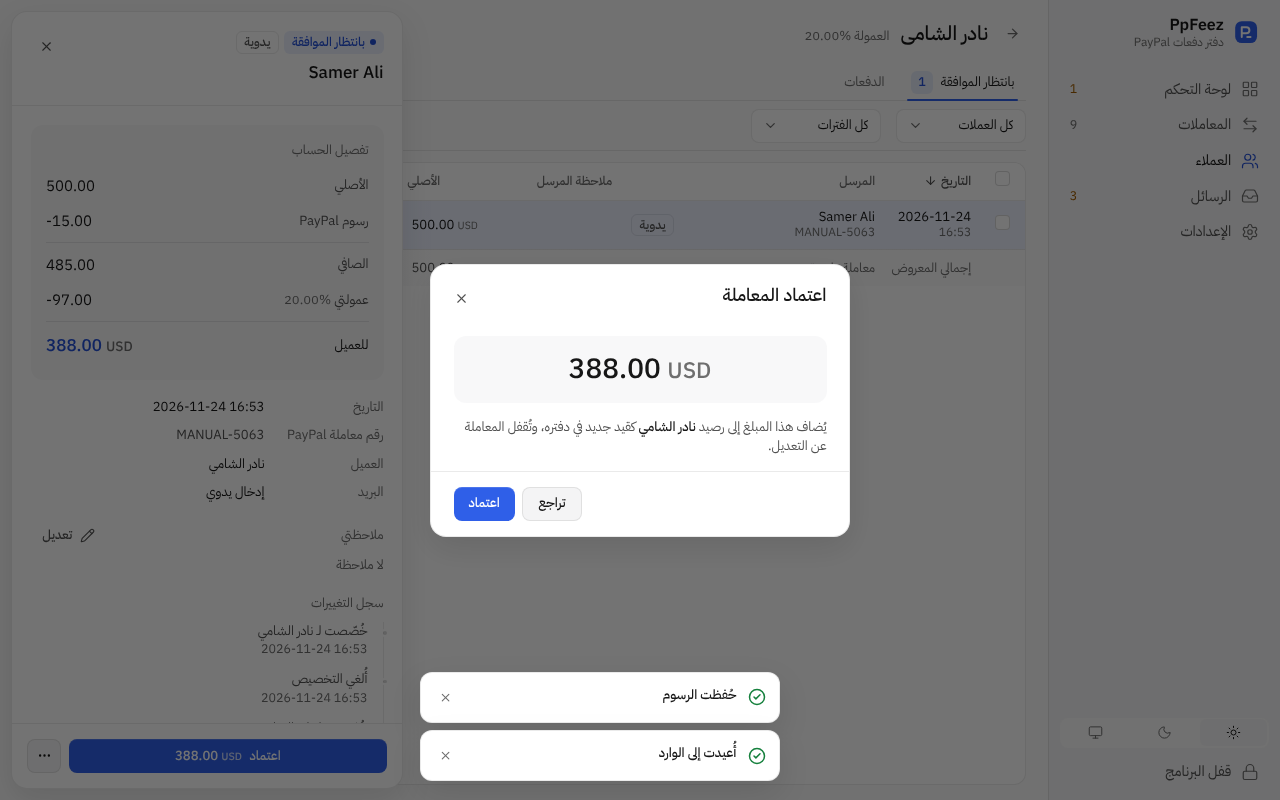 PpFeez
دفتر دفعات PayPal
لوحة التحكم 1
المعاملات 9
العملاء
الرسائل 3
الإعدادات
قفل البرنامج
نادر الشامي العمولة 20.00%
بانتظار الموافقة 1 الدفعات
كل العملات كل الفترات
التاريخ ↓ المرسل ملاحظة المرسل الأصلي
2026-11-24 Samer Ali يدوية 500.00 USD
16:53 MANUAL-5063
إجمالي المعروض
اعتماد المعاملة
388.00 USD
يُضاف هذا المبلغ إلى رصيد نادر الشامي كقيد جديد في دفتره، وتُقفل المعاملة
عن التعديل.
تراجع اعتماد
حُفظت الرسوم
أُعيدت إلى الوارد
بانتظار الموافقة يدوية
Samer Ali
تفصيل الحساب
الأصلي 500.00
رسوم PayPal -15.00
الصافي 485.00
عمولتي 20.00% -97.00
للعميل 388.00 USD
التاريخ 2026-11-24 16:53
رقم معاملة PayPal MANUAL-5063
العميل نادر الشامي
البريد إدخال يدوي
ملاحظتي تعديل
لا ملاحظة
سجل التغييرات
خُصّصت لـ نادر الشامي
2026-11-24 16:53
أُلغي التخصيص
2026-11-24 16:53
اعتماد 388.00 USD